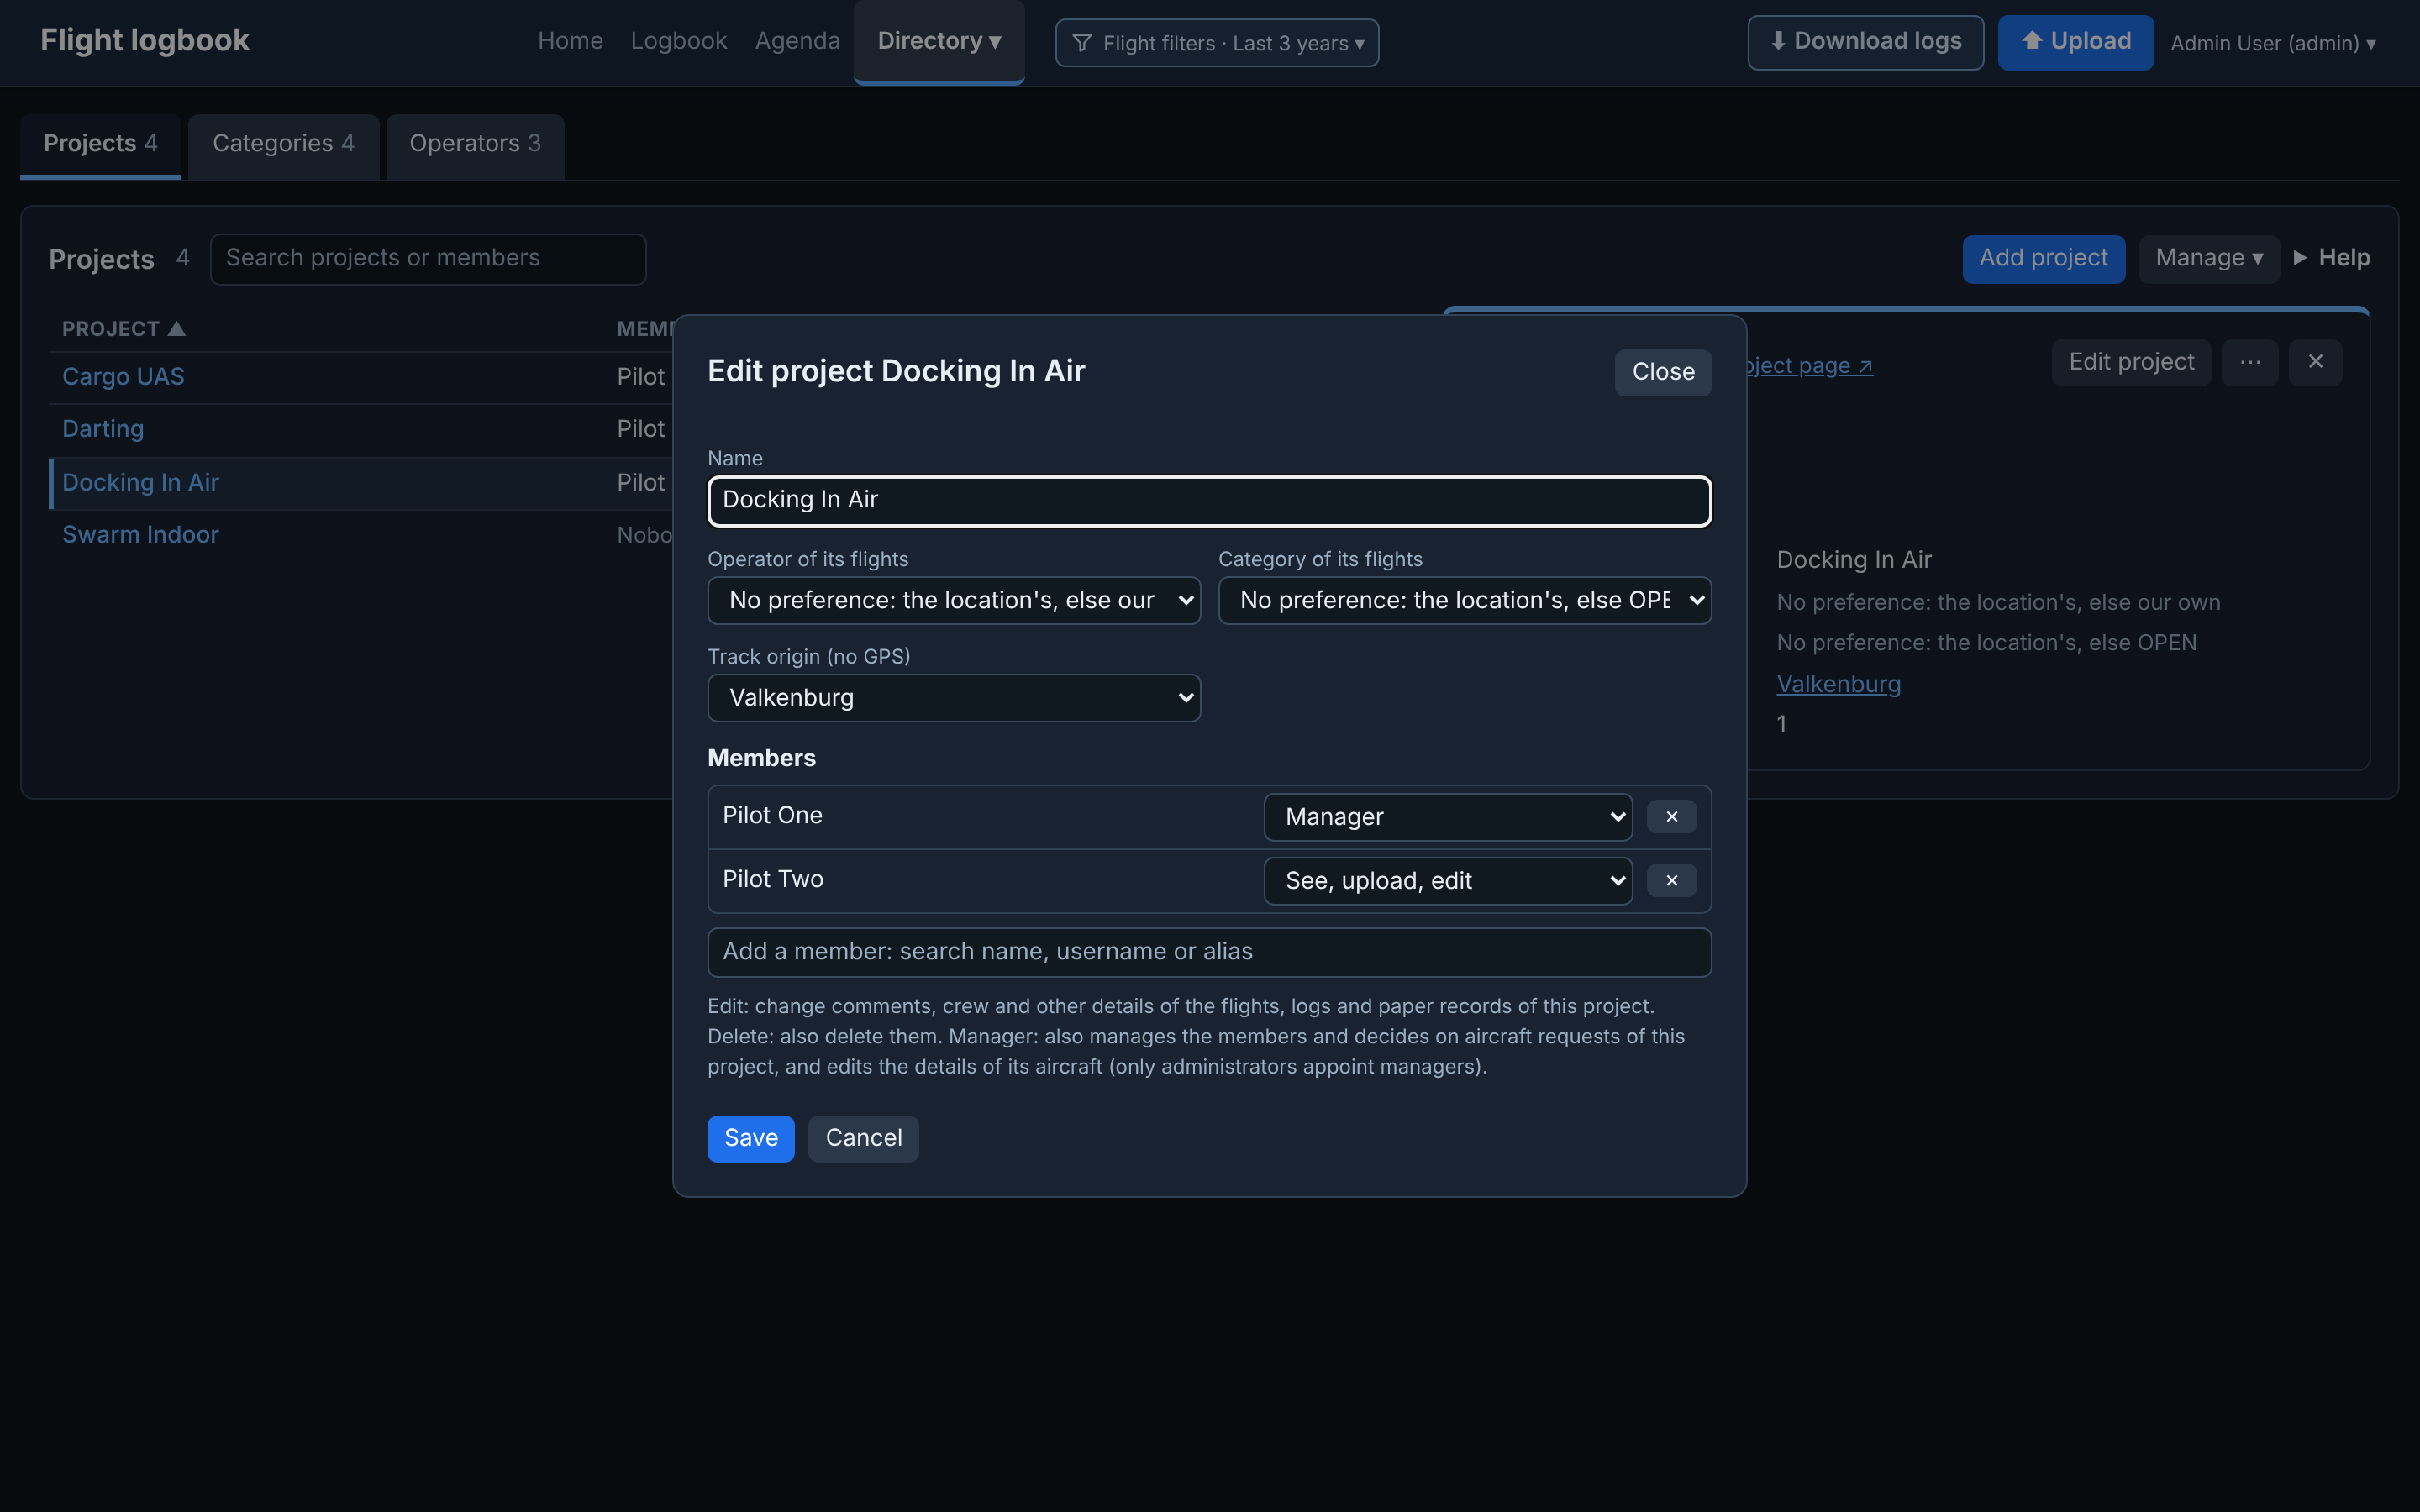 Flight logbook
Home
Logbook
Agenda
Directory ▾
Flight filters · Last 3 years ▾
⬇ Download logs
⬆ Upload
Admin User (admin) ▾
Projects 4
Categories 4
Operators 3
Projects 4
Search projects or members
Add project
Manage ▾
▶ Help
PROJECT ▲
Cargo UAS
Pilot
Darting
Pilot
Docking In Air
Pilot
Swarm Indoor
page ↗
Edit project
⋯
✕
Docking In Air
No preference: the location's, else our own
No preference: the location's, else OPEN
Valkenburg
1
Edit project Docking In Air
Close
Name
Docking In Air
Operator of its flights
Category of its flights
No preference: the location's, else our
No preference: the location's, else OPE
Track origin (no GPS)
Valkenburg
Members
Pilot One
Manager
✕
Pilot Two
See, upload, edit
✕
Add a member: search name, username or alias
Edit: change comments, crew and other details of the flights, logs and paper records of this project.
Delete: also delete them. Manager: also manages the members and decides on aircraft requests of this
project, and edits the details of its aircraft (only administrators appoint managers).
Save
Cancel